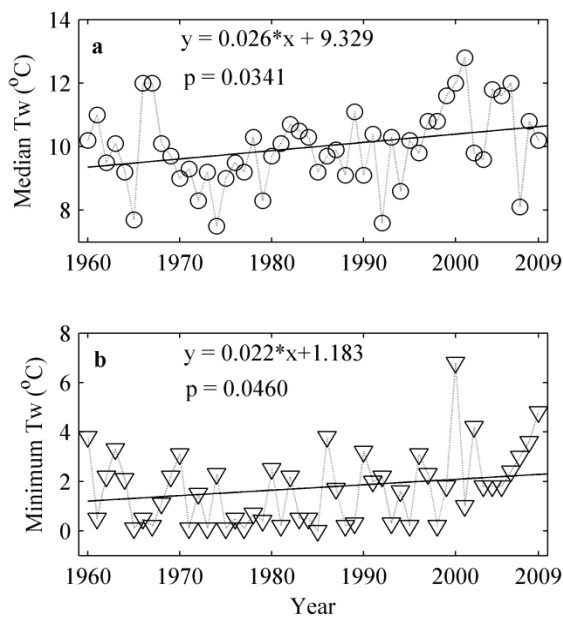 a
y = 0.026*x + 9.329
p = 0.0341
Median Tw (°C)
14
12
10
8
1960 1970 1980 1990 2000 2009
b
y = 0.022*x+1.183
p = 0.0460
Minimum Tw (°C)
8
6
4
2
0
1960 1970 1980 1990 2000 2009
Year